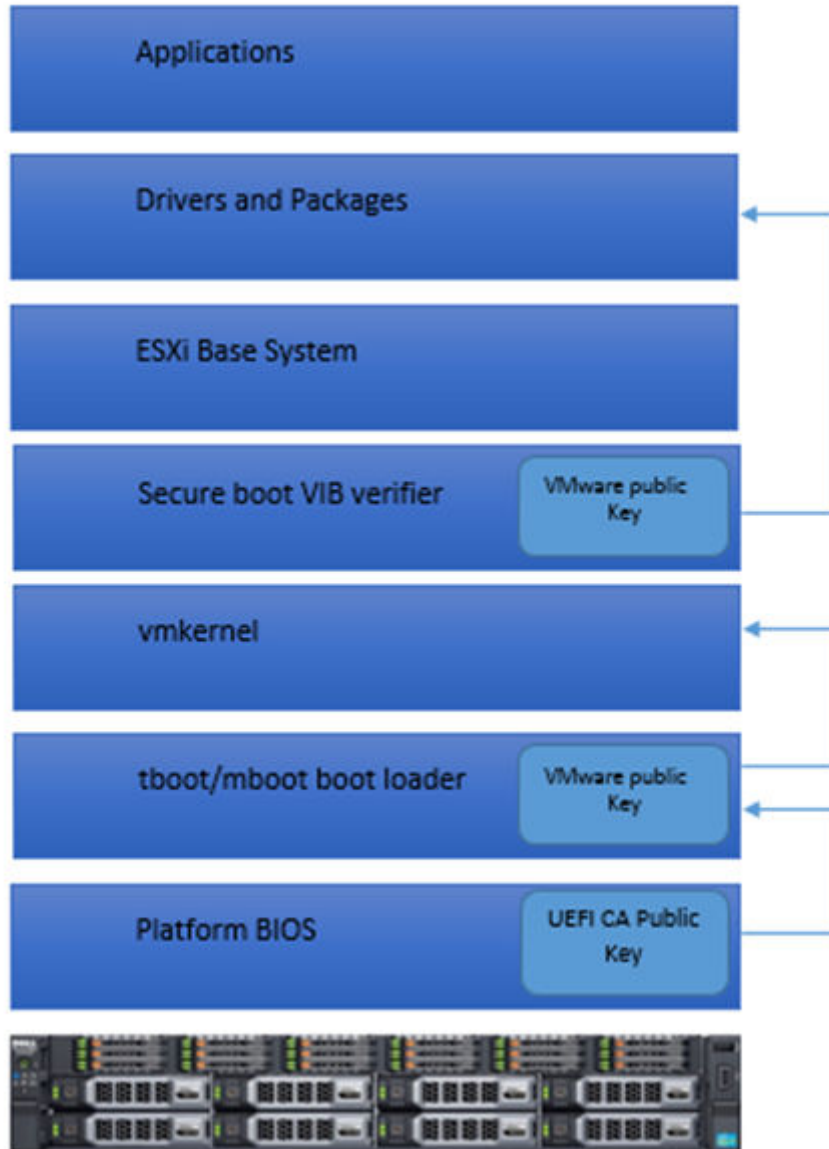 Applications
Drivers and Packages
ESXi Base System
Secure boot VIB verifier
VMware public
Key
vmkernel
tboot/mboot boot loader
VMware public
Key
Platform BIOS
UEFI CA Public
Key
DELL